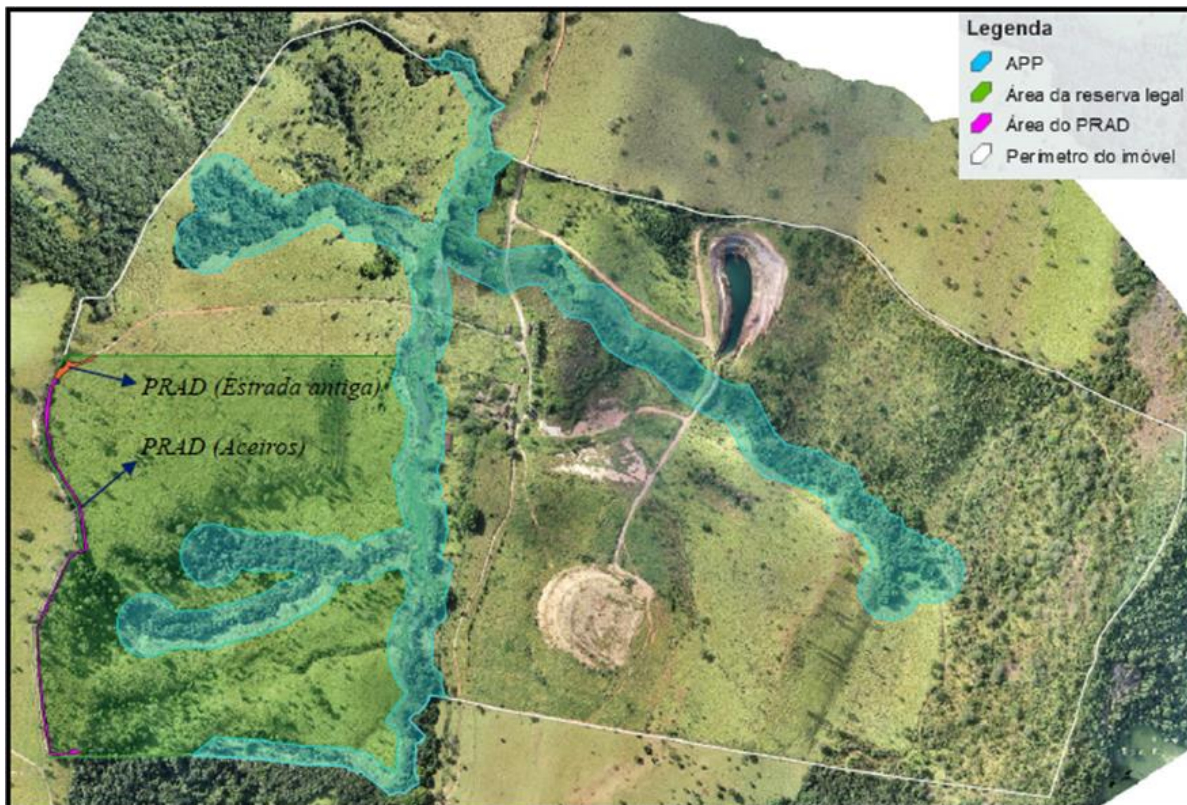 Legenda
APP
Área da reserva legal
Área do PRAD
Perímetro do imóvel
PRAD (Estrada antiga)
PRAD (Aceiros)